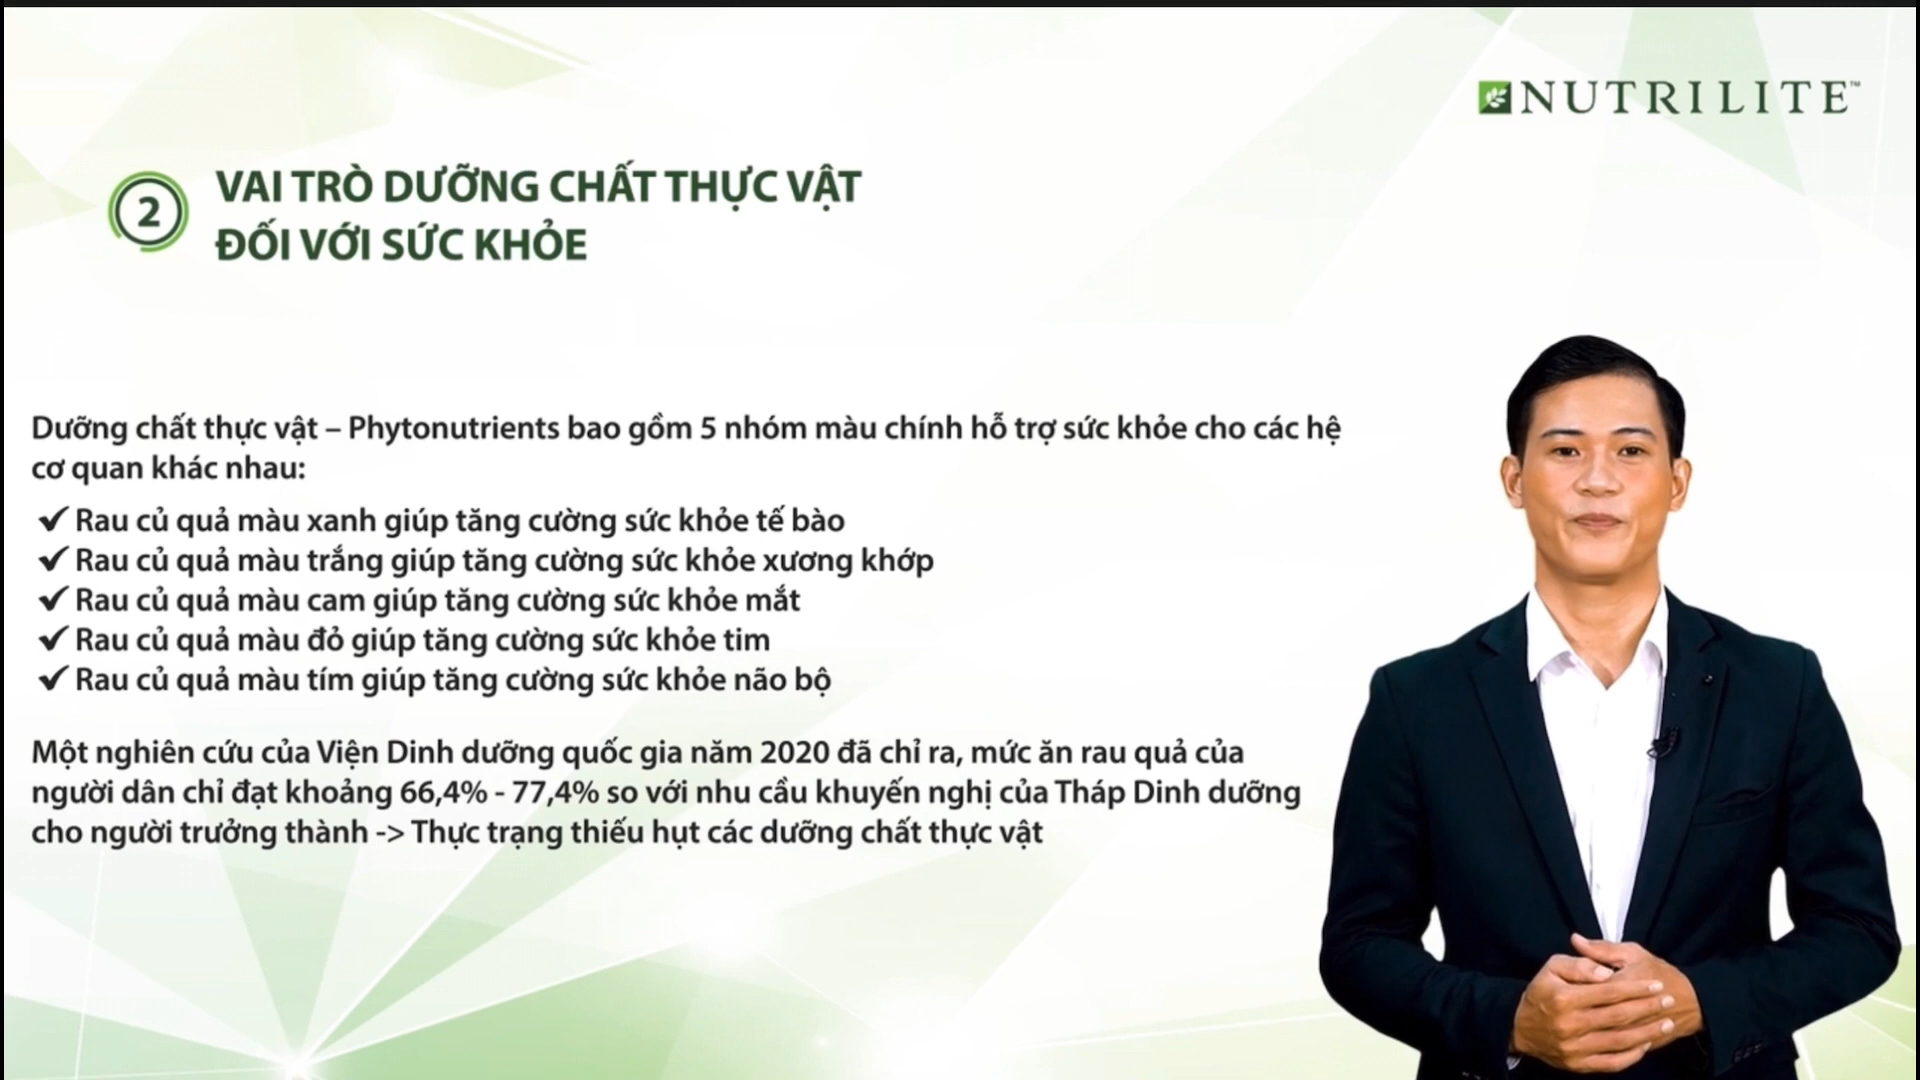 NUTRILITE™
2
VAI TRÒ DƯỠNG CHẤT THỰC VẬT
ĐỐI VỚI SỨC KHỎE
Dưỡng chất thực vật – Phytonutrients bao gồm 5 nhóm màu chính hỗ trợ sức khỏe cho các hệ
cơ quan khác nhau:
✔ Rau củ quả màu xanh giúp tăng cường sức khỏe tế bào
✔ Rau củ quả màu trắng giúp tăng cường sức khỏe xương khớp
✔ Rau củ quả màu cam giúp tăng cường sức khỏe mắt
✔ Rau củ quả màu đỏ giúp tăng cường sức khỏe tim
✔ Rau củ quả màu tím giúp tăng cường sức khỏe não bộ
Một nghiên cứu của Viện Dinh dưỡng quốc gia năm 2020 đã chỉ ra, mức ăn rau quả của
người dân chỉ đạt khoảng 66,4% - 77,4% so với nhu cầu khuyến nghị của Tháp Dinh dưỡng
cho người trưởng thành -> Thực trạng thiếu hụt các dưỡng chất thực vật